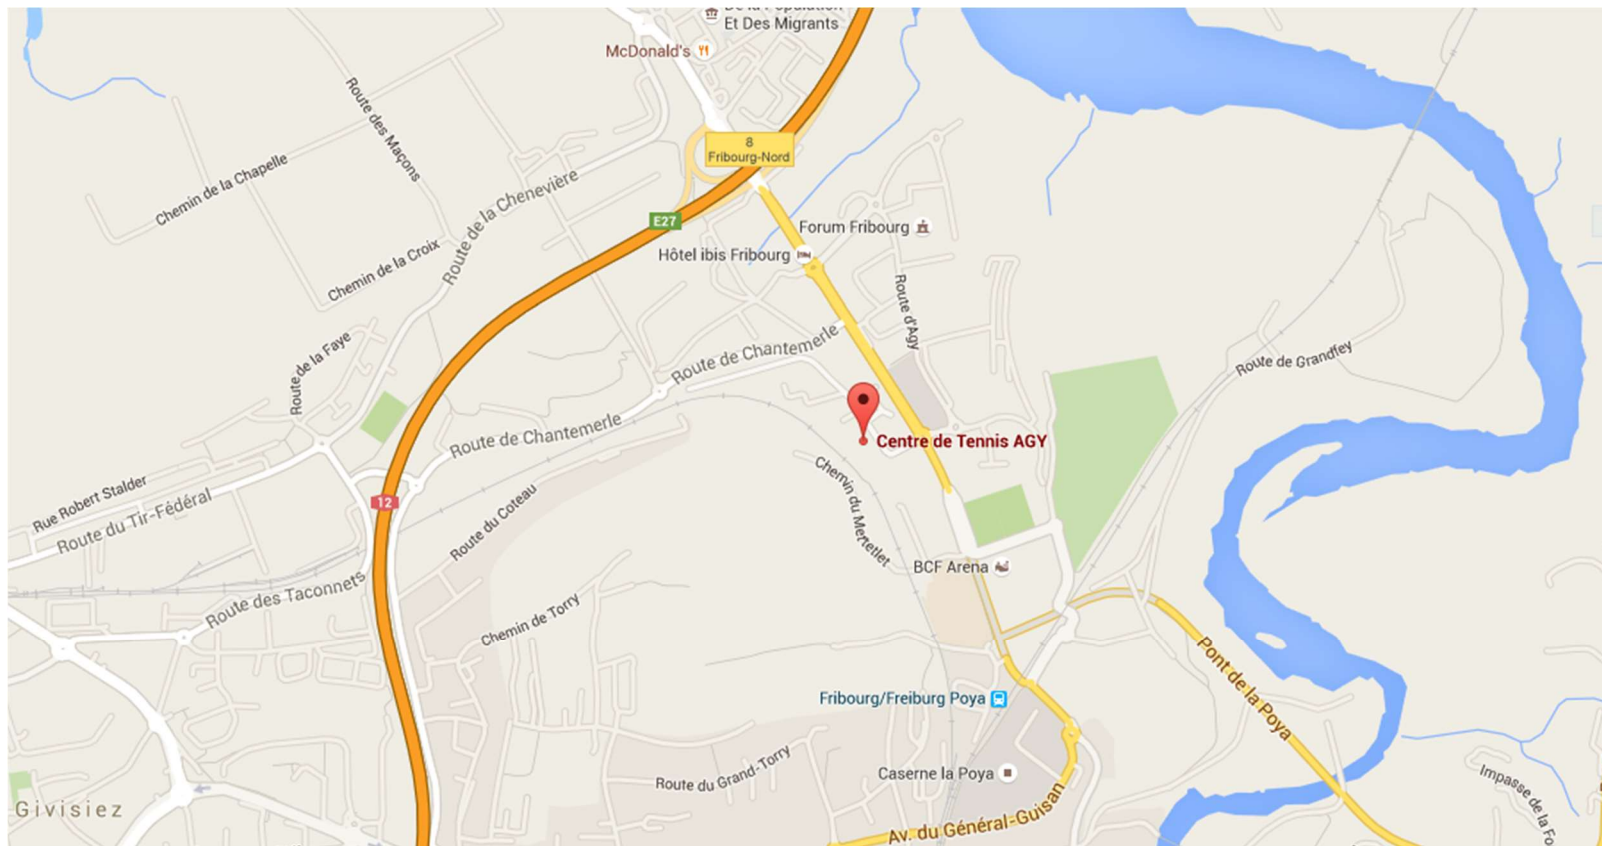 De la Population
Et Des Migrants
McDonald's
Route des Maçons
8
Fribourg-Nord
Chemin de la Chapelle
Route de la Chenevière
E27
Forum Fribourg
Hôtel ibis Fribourg
Chemin de la Croix
Route d'Agy
Route de la Faye
Route de Chantemerle
Route de Grandfey
Route de Chantemerle
Centre de Tennis AGY
Rue Robert Stalder
Route du Tir-Fédéral
12
Route du Coteau
Chemin du Mettetlet
BCF Arena
Route des Taconnets
Chemin de Torry
Pont de la Poya
Fribourg/Freiburg Poya
Route du Grand-Torry
Caserne la Poya
Impasse de la Fo
Givisiez
Av. du Général-Guisan